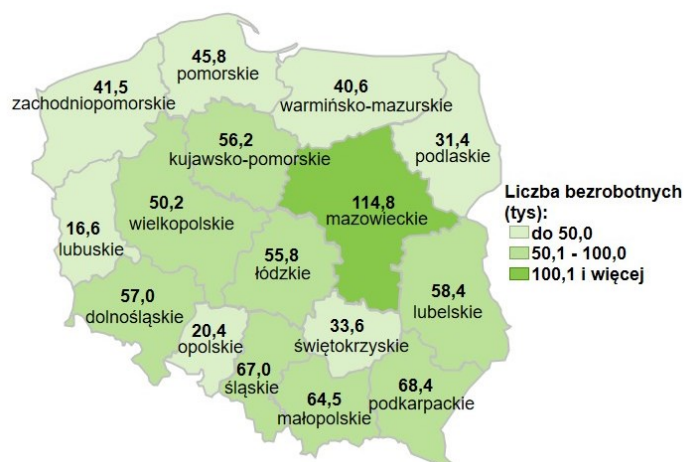 45,8
pomorskie
41,5
zachodniopomorskie
40,6
warmińsko-mazurskie
56,2
kujawsko-pomorskie
31,4
podlaskie
114,8
mazowieckie
50,2
wielkopolskie
16,6
lubuskie
55,8
łódzkie
57,0
dolnośląskie
58,4
lubelskie
20,4
opolskie
33,6
świętokrzyskie
67,0
śląskie
64,5
małopolskie
68,4
podkarpackie
Liczba bezrobotnych
(tys):
do 50,0
50,1 - 100,0
100,1 i więcej